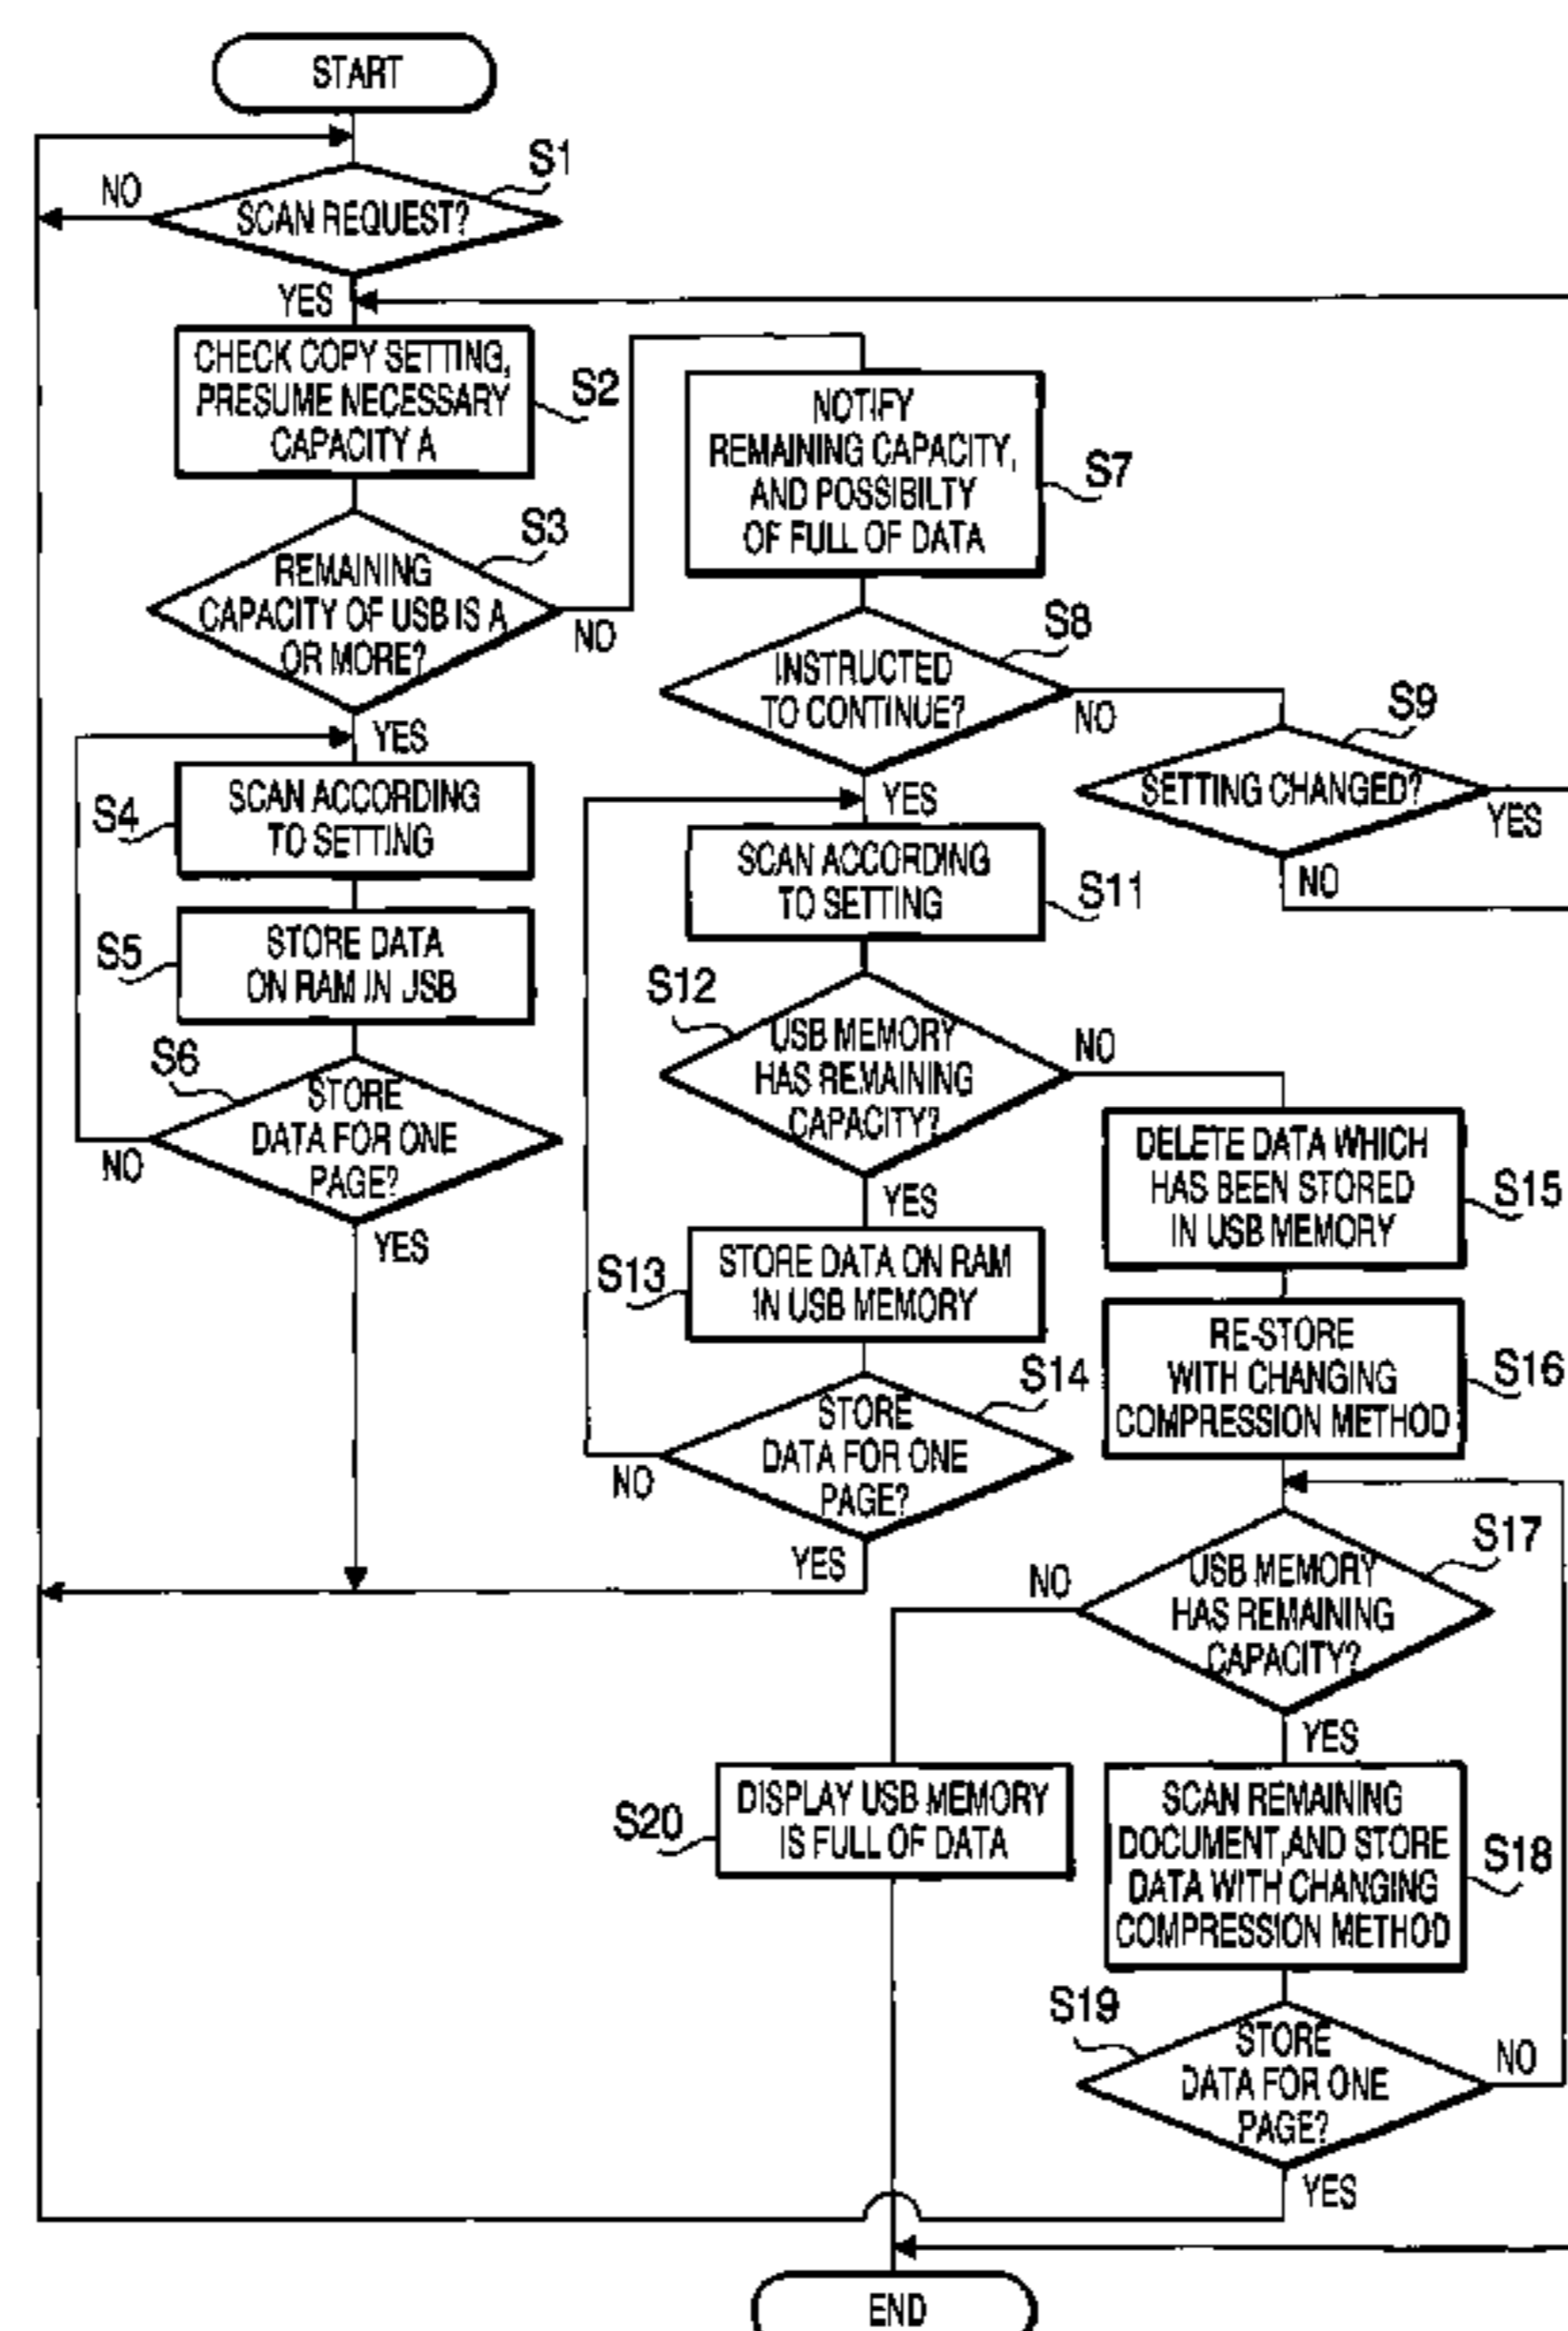 START
S1
NO
SCAN REQUEST?
YES
CHECK COPY SETTING,
PRESUME NECESSARY
CAPACITY A
S2
S3
REMAINING
CAPACITY OF USB IS A
OR MORE?
NO
YES
S4
SCAN ACCORDING
TO SETTING
S5
STORE DATA
ON RAM IN USB
S6
STORE
DATA FOR ONE
PAGE?
NO
YES
NOTIFY
REMAINING CAPACITY,
AND POSSIBILTY
OF FULL OF DATA
S7
S8
INSTRUCTED
TO CONTINUE?
NO
YES
S9
SETTING CHANGED?
YES
NO
SCAN ACCORDING
TO SETTING
S11
S12
USB MEMORY
HAS REMAINING
CAPACITY?
NO
YES
S13
STORE DATA ON RAM
IN USB MEMORY
S14
STORE
DATA FOR ONE
PAGE?
NO
YES
DELETE DATA WHICH
HAS BEEN STORED
IN USB MEMORY
S15
RE-STORE
WITH CHANGING
COMPRESSION METHOD
S16
S17
USB MEMORY
HAS REMAINING
CAPACITY?
NO
YES
S20
DISPLAY USB MEMORY
IS FULL OF DATA
SCAN REMAINING
DOCUMENT,AND STORE
DATA WITH CHANGING
COMPRESSION METHOD
S18
S19
STORE
DATA FOR ONE
PAGE?
NO
YES
END